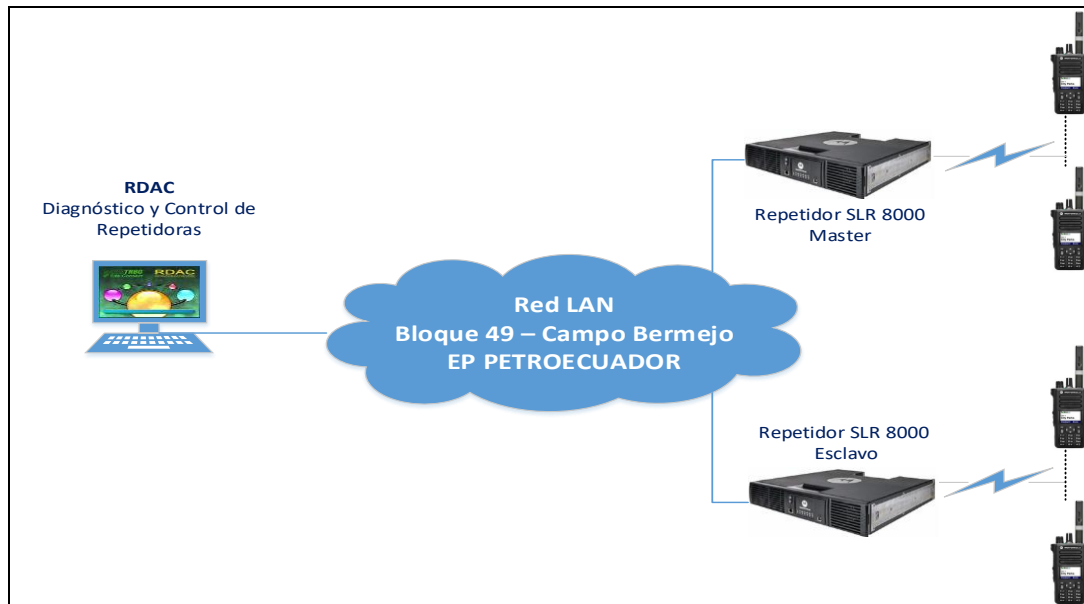 RDAC
Diagnóstico y Control de
Repetidoras
RDAC
Red LAN
Bloque 49 – Campo Bermejo
EP PETROECUADOR
Repetidor SLR 8000
Master
Repetidor SLR 8000
Esclavo